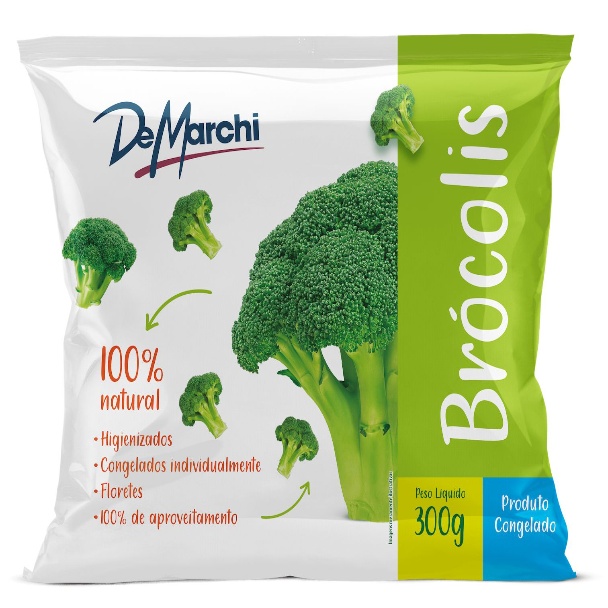 DeMarchi
100%
natural
• Higienizados
• Congelados individualmente
• Floretes
• 100% de aproveitamento
Brócolis
Peso Líquido
300g
Produto
Congelado